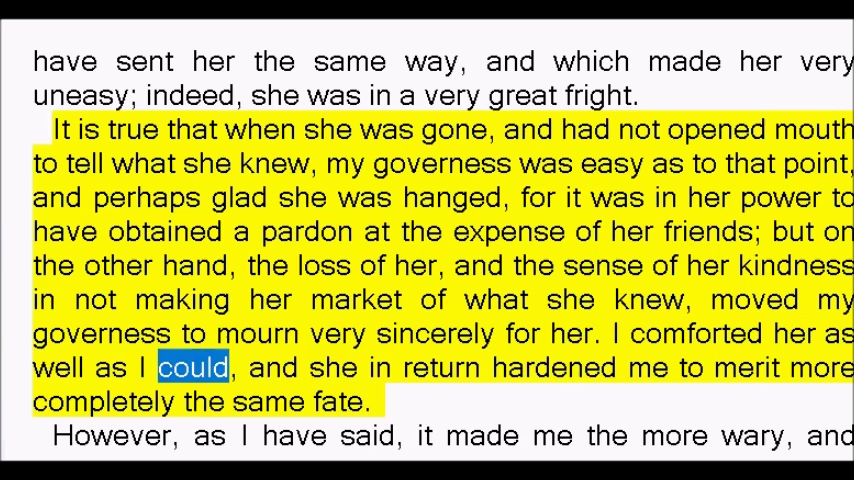 have sent her the same way, and which made her very
uneasy; indeed, she was in a very great fright.
It is true that when she was gone, and had not opened mouth
to tell what she knew, my governess was easy as to that point,
and perhaps glad she was hanged, for it was in her power to
have obtained a pardon at the expense of her friends; but on
the other hand, the loss of her, and the sense of her kindness
in not making her market of what she knew, moved my
governess to mourn very sincerely for her. I comforted her as
well as I could, and she in return hardened me to merit more
completely the same fate.
However, as I have said, it made me the more wary, and